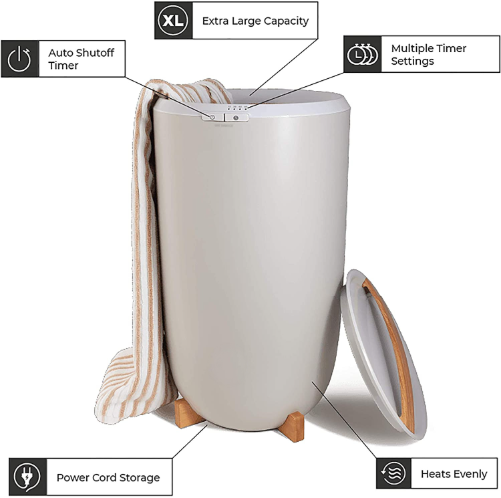 XL
Extra Large Capacity
Auto Shutoff
Timer
Multiple Timer
Settings
Power Cord Storage
Heats Evenly